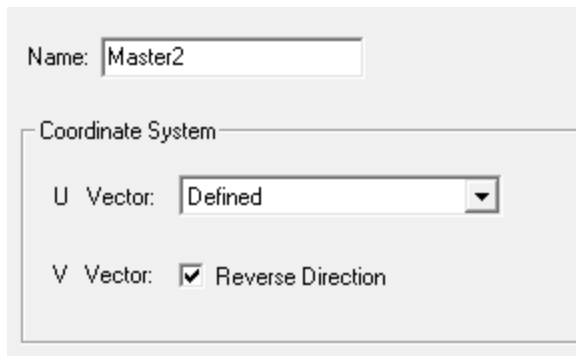 Name: Master2
Coordinate System
U Vector: Defined
V Vector: Reverse Direction